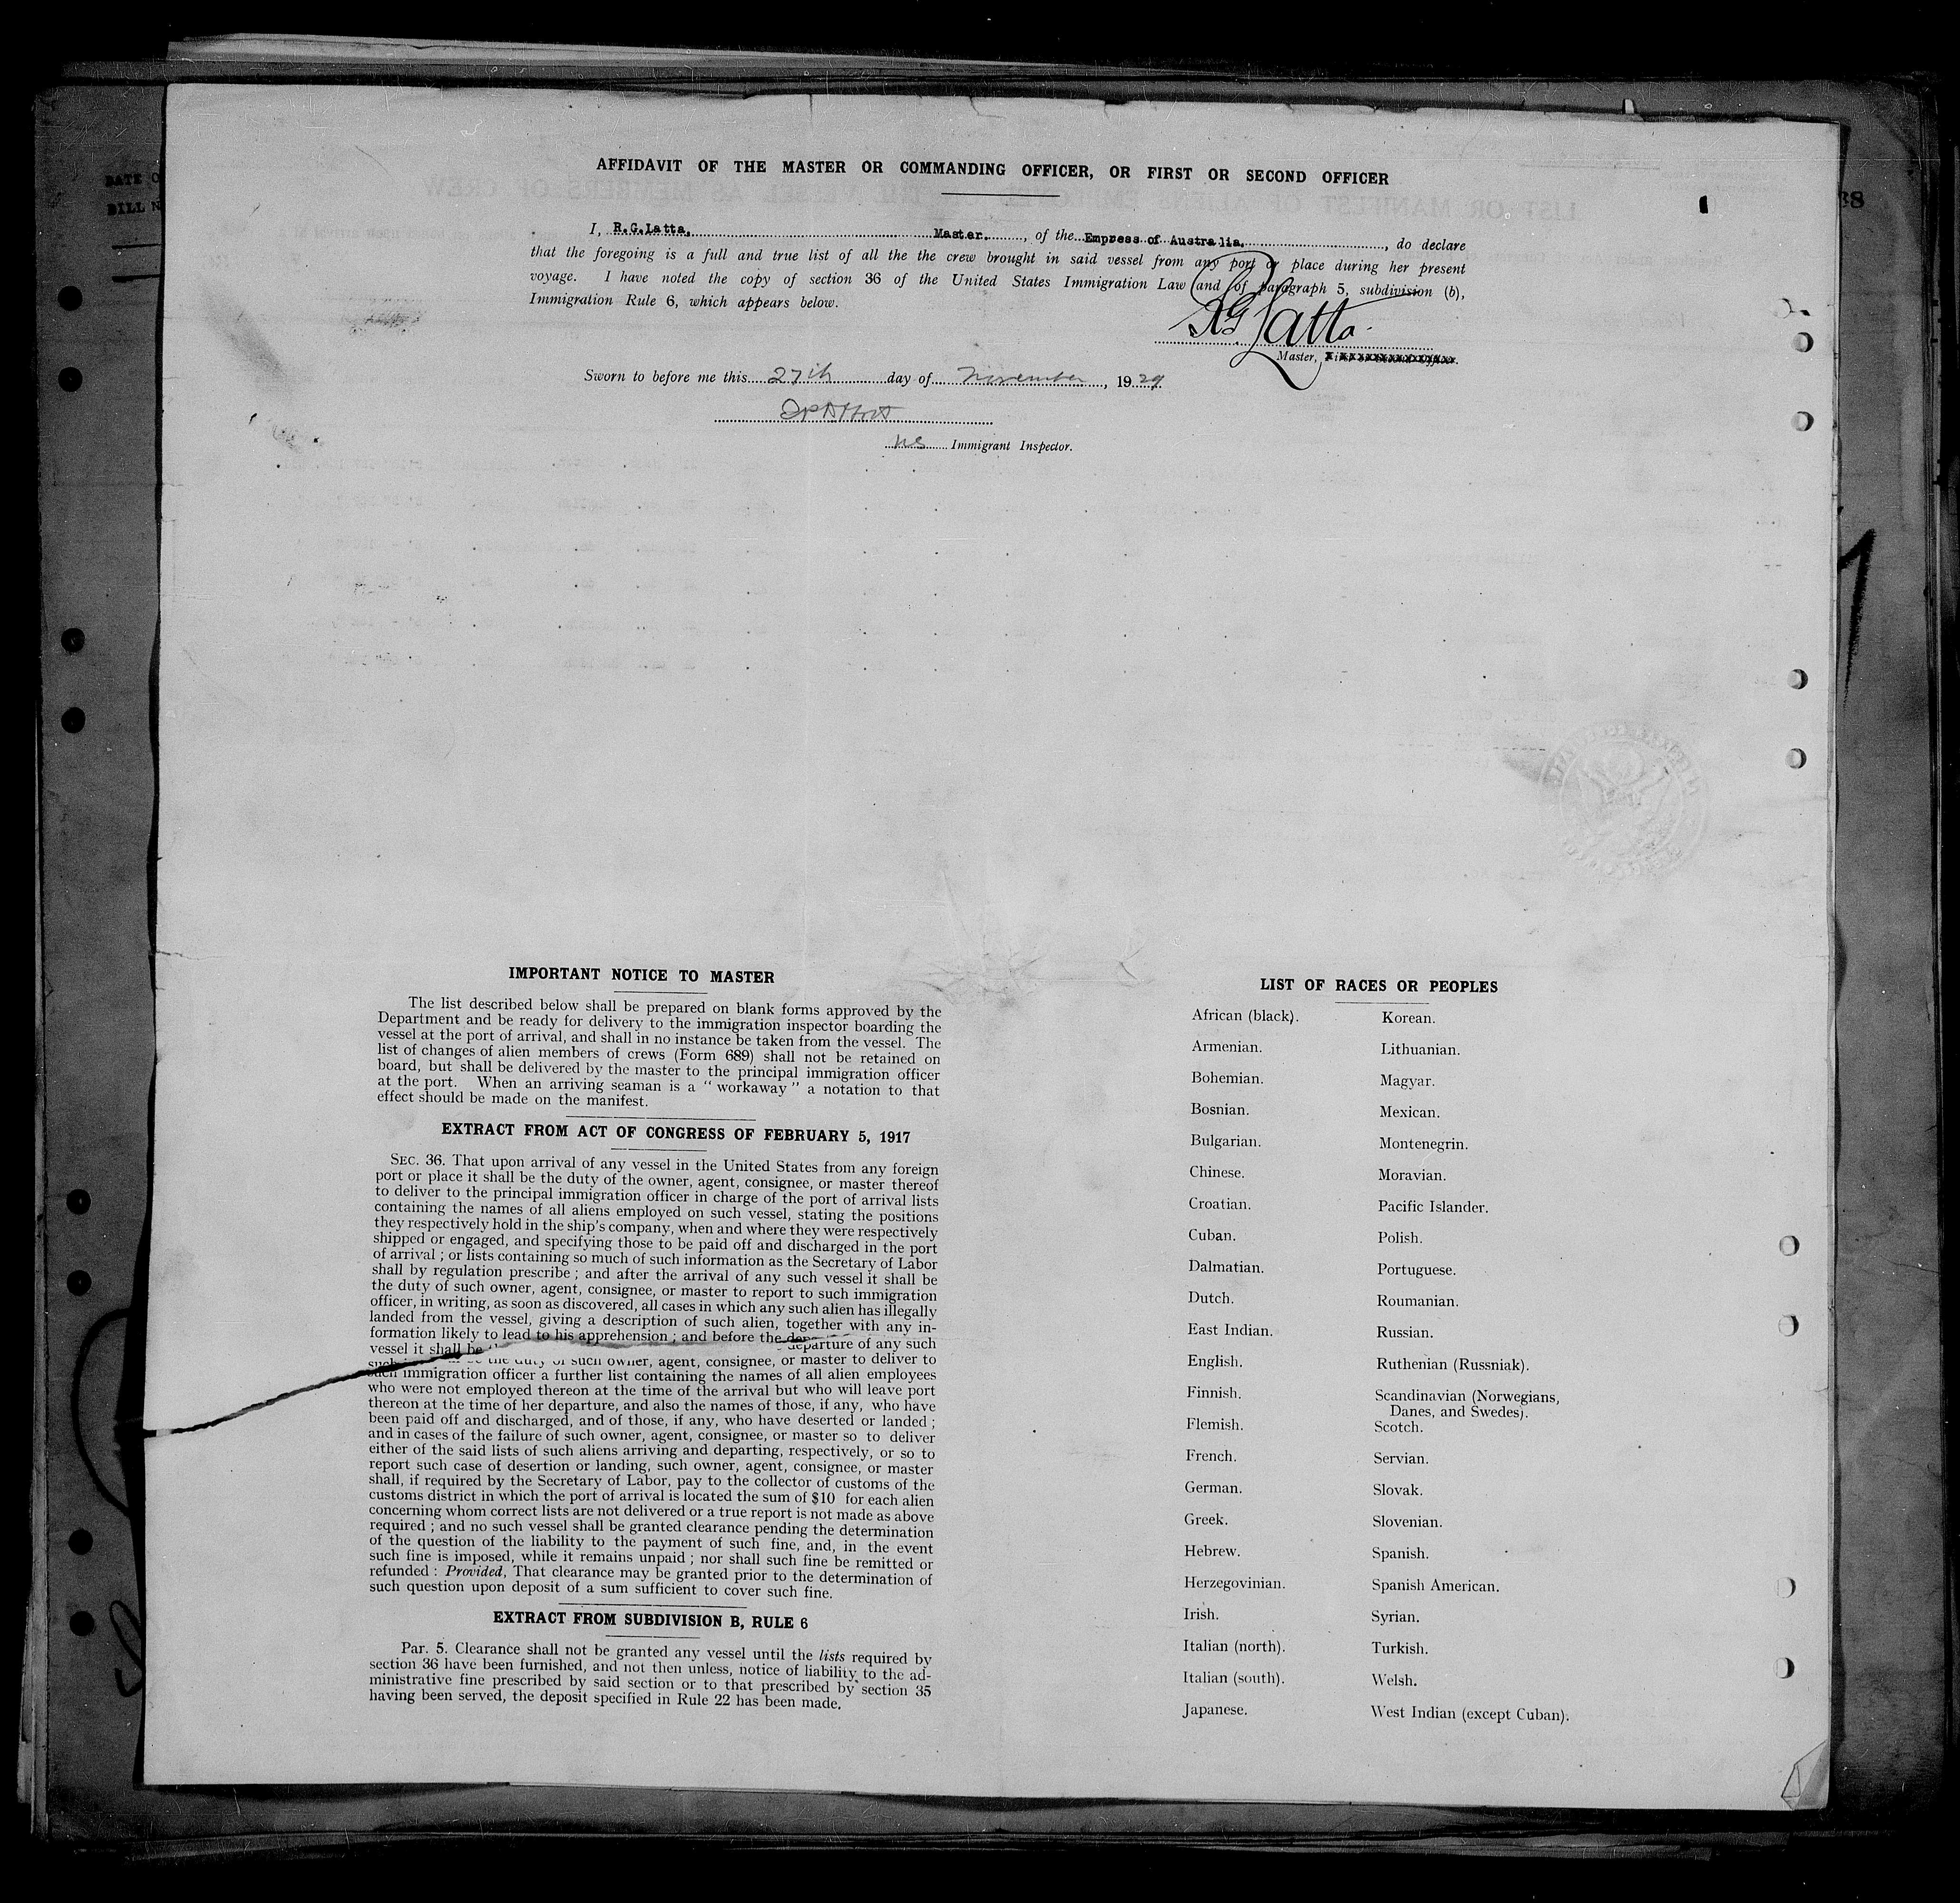 DATE O
BILL N
38
AFFIDAVIT OF THE MASTER OR COMMANDING OFFICER, OR FIRST OR SECOND OFFICER
I, R.G.Latta, Master, of the Empress of Australia, do declare
that the foregoing is a full and true list of all the the crew brought in said vessel from any port or place during her present
voyage. I have noted the copy of section 36 of the United States Immigration Law and of paragraph 5, subdivision (b),
Immigration Rule 6, which appears below.
RG Latta
Master,
Sworn to before me this 27th day of November, 1929
Immigrant Inspector.
IMPORTANT NOTICE TO MASTER
The list described below shall be prepared on blank forms approved by the
Department and be ready for delivery to the immigration inspector boarding the
vessel at the port of arrival, and shall in no instance be taken from the vessel. The
list of changes of alien members of crews (Form 689) shall not be retained on
board, but shall be delivered by the master to the principal immigration officer
at the port. When an arriving seaman is a "workaway" a notation to that
effect should be made on the manifest.
EXTRACT FROM ACT OF CONGRESS OF FEBRUARY 5, 1917
SEC. 36. That upon arrival of any vessel in the United States from any foreign
port or place it shall be the duty of the owner, agent, consignee, or master thereof
to deliver to the principal immigration officer in charge of the port of arrival lists
containing the names of all aliens employed on such vessel, stating the positions
they respectively hold in the ship's company, when and where they were respectively
shipped or engaged, and specifying those to be paid off and discharged in the port
of arrival; or lists containing so much of such information as the Secretary of Labor
shall by regulation prescribe; and after the arrival of any such vessel it shall be
the duty of such owner, agent, consignee, or master to report to such immigration
officer, in writing, as soon as discovered, all cases in which any such alien has illegally
landed from the vessel, giving a description of such alien, together with any in-
formation likely to lead to his apprehension; and before the departure of any such
vessel it shall be the duty of such owner, agent, consignee, or master to deliver to
such immigration officer a further list containing the names of all alien employees
who were not employed thereon at the time of the arrival but who will leave port
thereon at the time of her departure, and also the names of those, if any, who have
been paid off and discharged, and of those, if any, who have deserted or landed;
and in cases of the failure of such owner, agent, consignee, or master so to deliver
either of the said lists of such aliens arriving and departing, respectively, or so to
report such case of desertion or landing, such owner, agent, consignee, or master
shall, if required by the Secretary of Labor, pay to the collector of customs of the
customs district in which the port of arrival is located the sum of $10 for each alien
concerning whom correct lists are not delivered or a true report is not made as above
required; and no such vessel shall be granted clearance pending the determination
of the question of the liability to the payment of such fine, and, in the event
such fine is imposed, while it remains unpaid; nor shall such fine be remitted or
refunded: Provided, That clearance may be granted prior to the determination of
such question upon deposit of a sum sufficient to cover such fine.
EXTRACT FROM SUBDIVISION B, RULE 6
Par. 5. Clearance shall not be granted any vessel until the lists required by
section 36 have been furnished, and not then unless, notice of liability to the ad-
ministrative fine prescribed by said section or to that prescribed by section 35
having been served, the deposit specified in Rule 22 has been made.
LIST OF RACES OR PEOPLES
African (black).
Armenian.
Bohemian.
Bosnian.
Bulgarian.
Chinese.
Croatian.
Cuban.
Dalmatian.
Dutch.
East Indian.
English.
Finnish.
Flemish.
French.
German.
Greek.
Hebrew.
Herzegovinian.
Irish.
Italian (north).
Italian (south).
Japanese.
Korean.
Lithuanian.
Magyar.
Mexican.
Montenegrin.
Moravian.
Pacific Islander.
Polish.
Portuguese.
Roumanian.
Russian.
Ruthenian (Russniak).
Scandinavian (Norwegians,
Danes, and Swedes).
Scotch.
Servian.
Slovak.
Slovenian.
Spanish.
Spanish American.
Syrian.
Turkish.
Welsh.
West Indian (except Cuban).